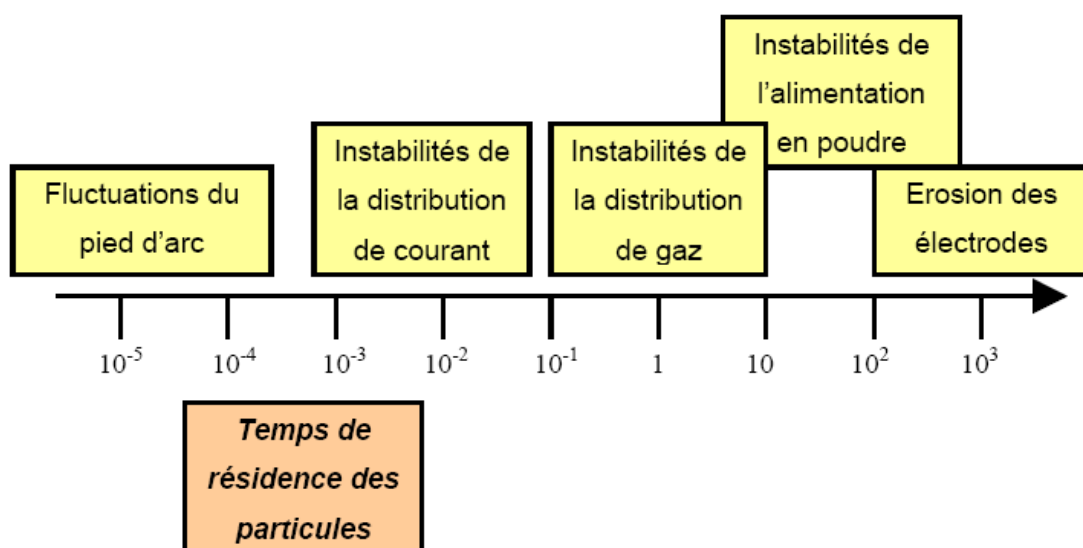 Instabilités de
l'alimentation
en poudre
Fluctuations du
pied d'arc
Instabilités de
la distribution
de courant
Instabilités de
la distribution
de gaz
Erosion des
électrodes
10⁻⁵ 10⁻⁴ 10⁻³ 10⁻² 10⁻¹ 1 10 10² 10³
Temps de
résidence des
particules